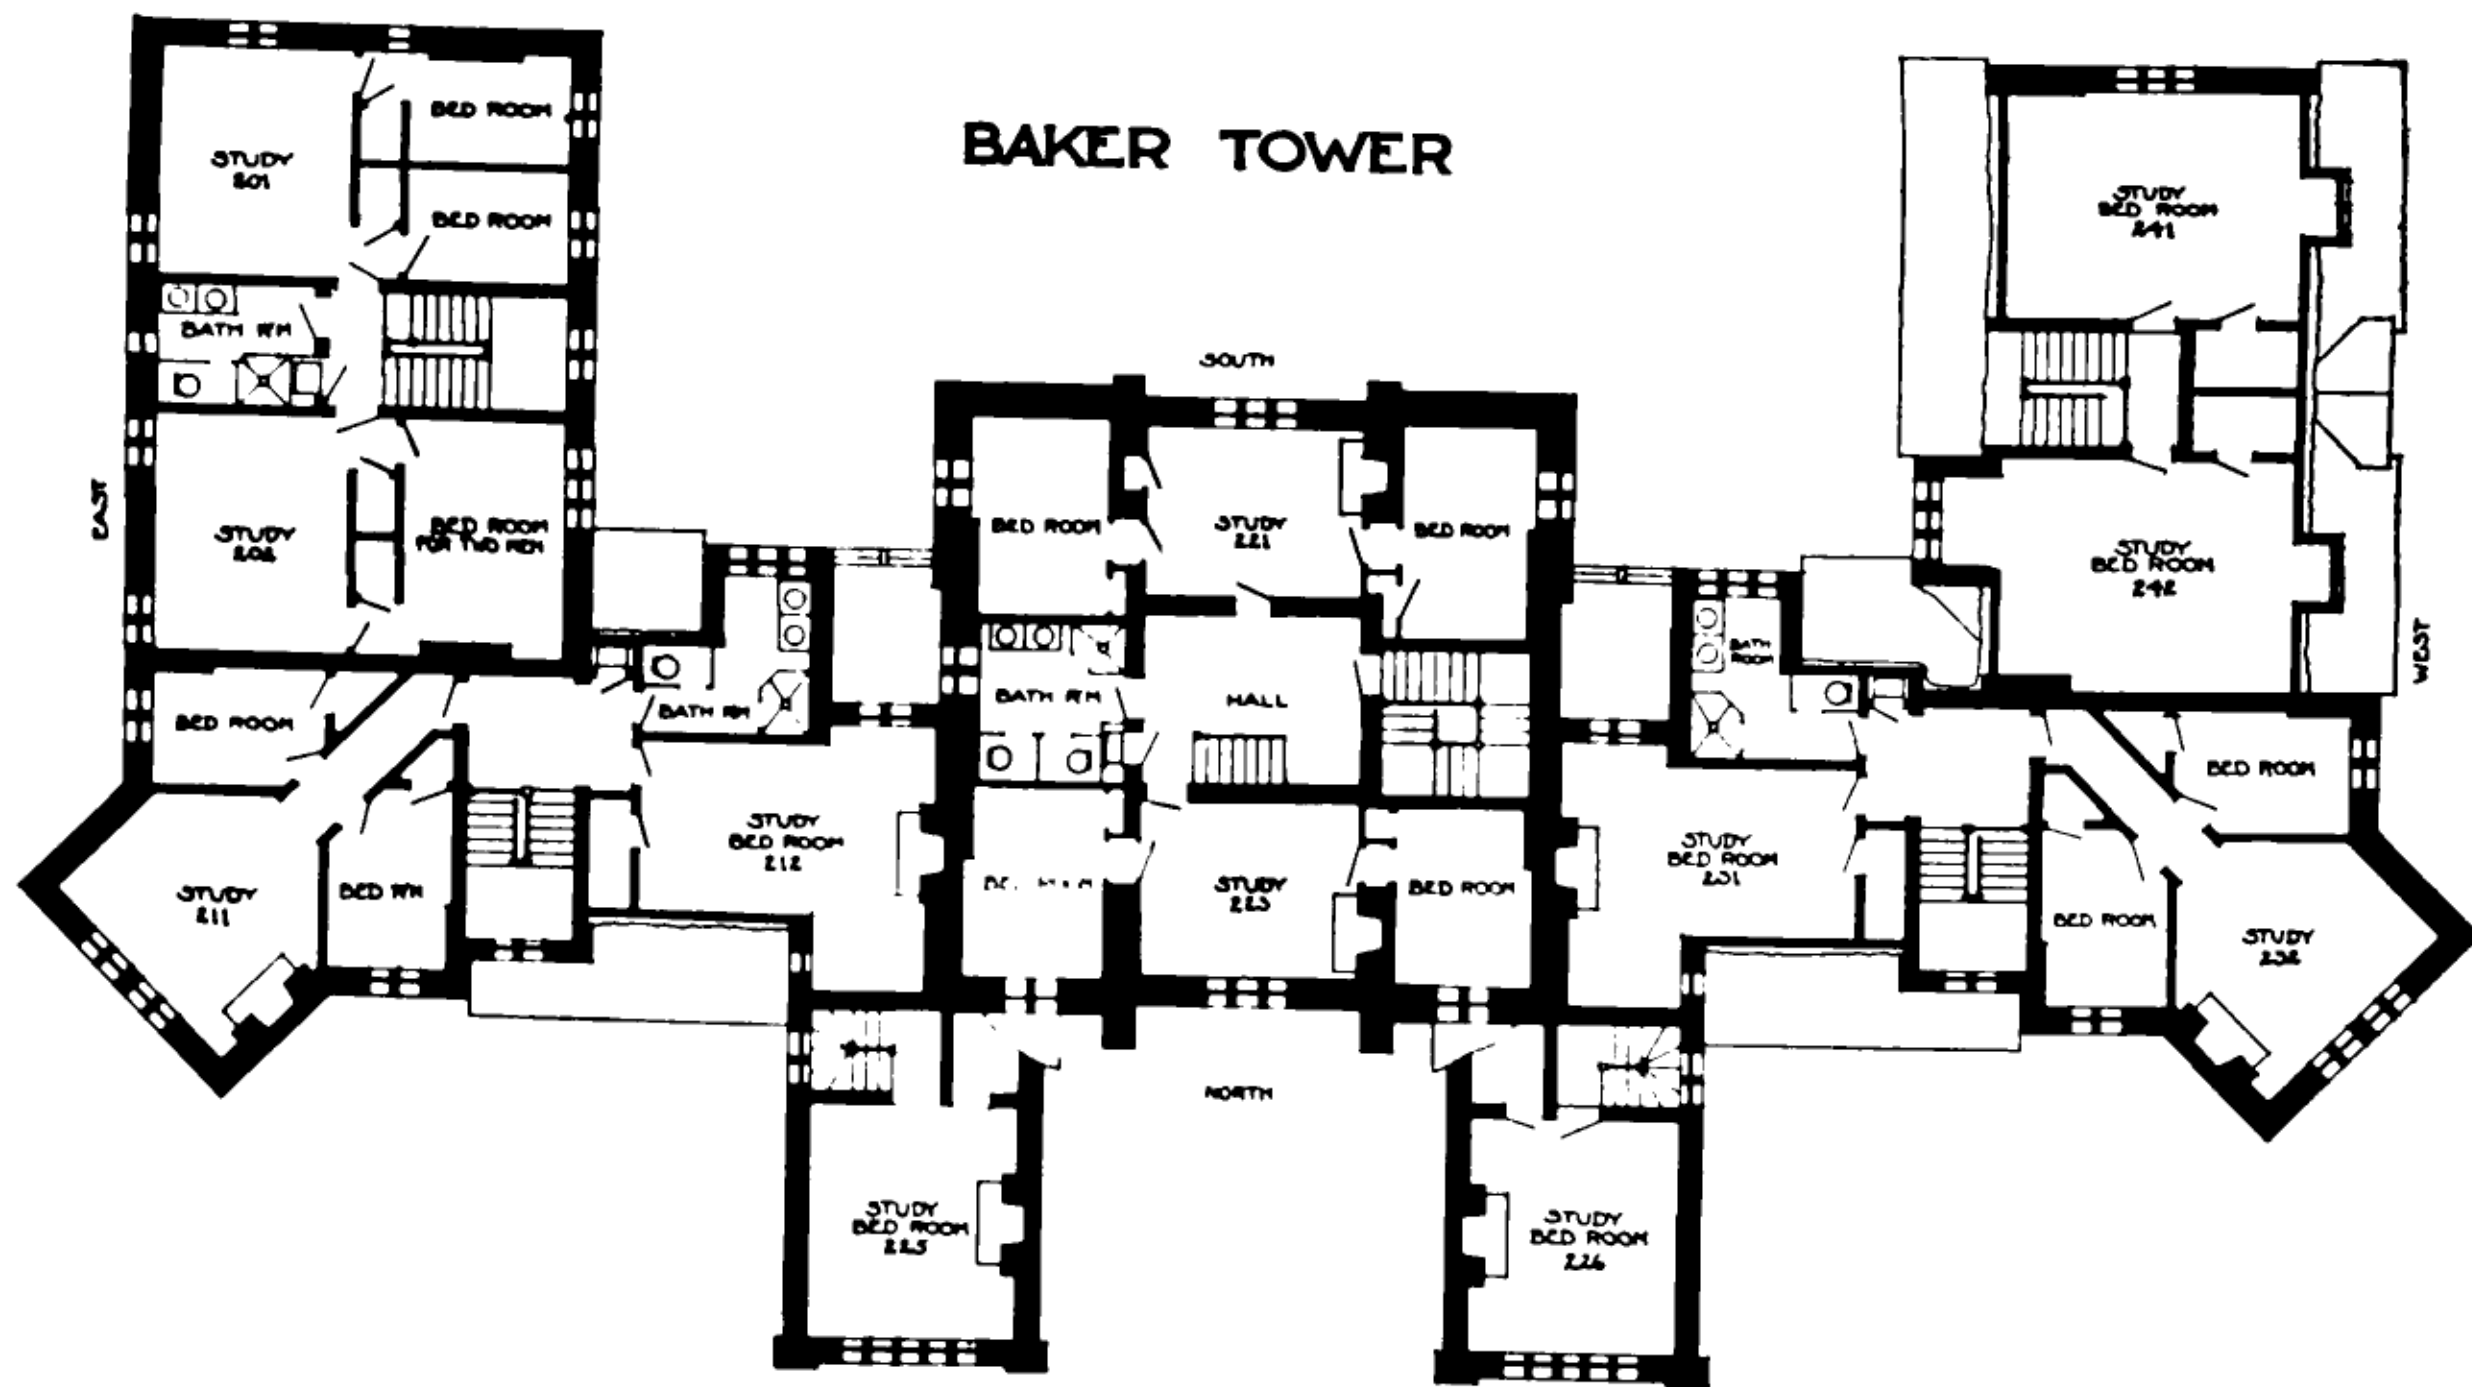 BAKER TOWER
STUDY
201
BED ROOM
BED ROOM
BATH R'M
EAST
STUDY
202
BED ROOM
FOR TWO MEN
BED ROOM
STUDY
211
BED R'M
BATH RM
STUDY
BED ROOM
212
SOUTH
BED ROOM
STUDY
221
BED ROOM
BATH R'M
HALL
STUDY
223
BED ROOM
NORTH
STUDY
BED ROOM
225
STUDY
BED ROOM
226
BATH
ROOM
STUDY
BED ROOM
231
BED ROOM
BED ROOM
STUDY
232
STUDY
BED ROOM
241
STUDY
BED ROOM
242
WEST